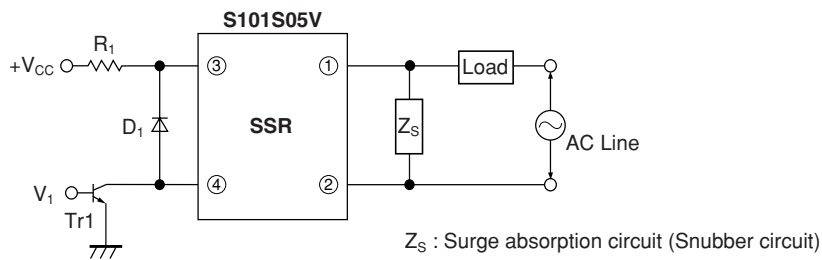 S101S05V
R1
+VCC
③
①
Load
D1
SSR
ZS
AC Line
V1
④
②
Tr1
ZS : Surge absorption circuit (Snubber circuit)